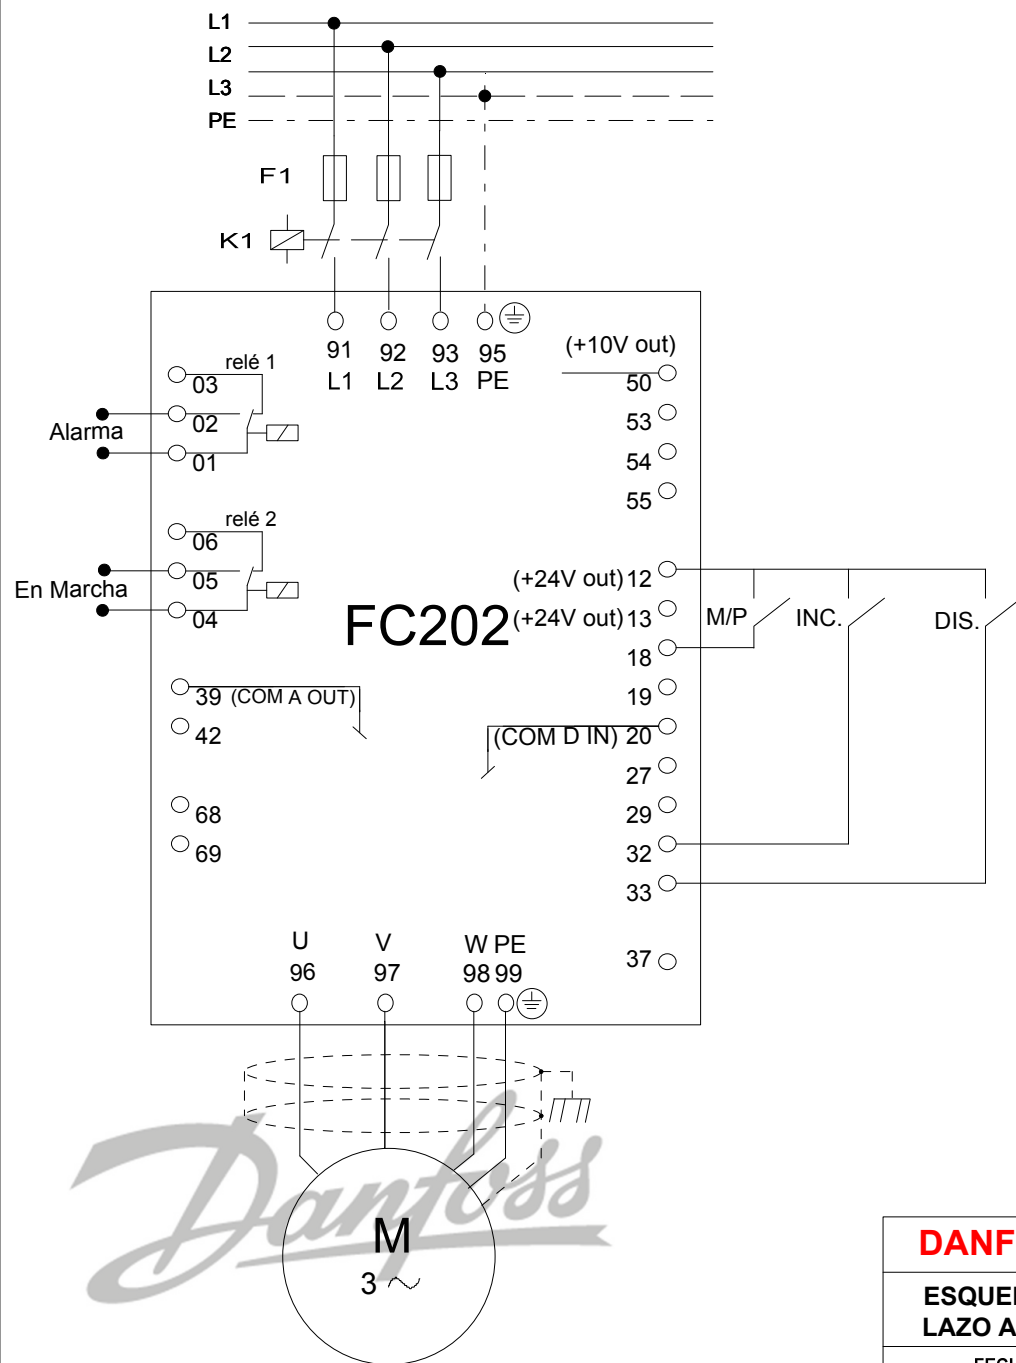 L1
L2
L3
PE
F1
K1
91 92 93 95
L1 L2 L3 PE
(+10V out)
50
53
54
55
03 relé 1
02
Alarma
01
06 relé 2
05
En Marcha
04
FC202
(+24V out) 12
(+24V out) 13
M/P INC. DIS.
18
19
39 (COM A OUT)
42
(COM D IN) 20
27
29
68
32
69
33
37
U V W PE
96 97 98 99
Danfoss
M
3
DANF
ESQUE
LAZO A